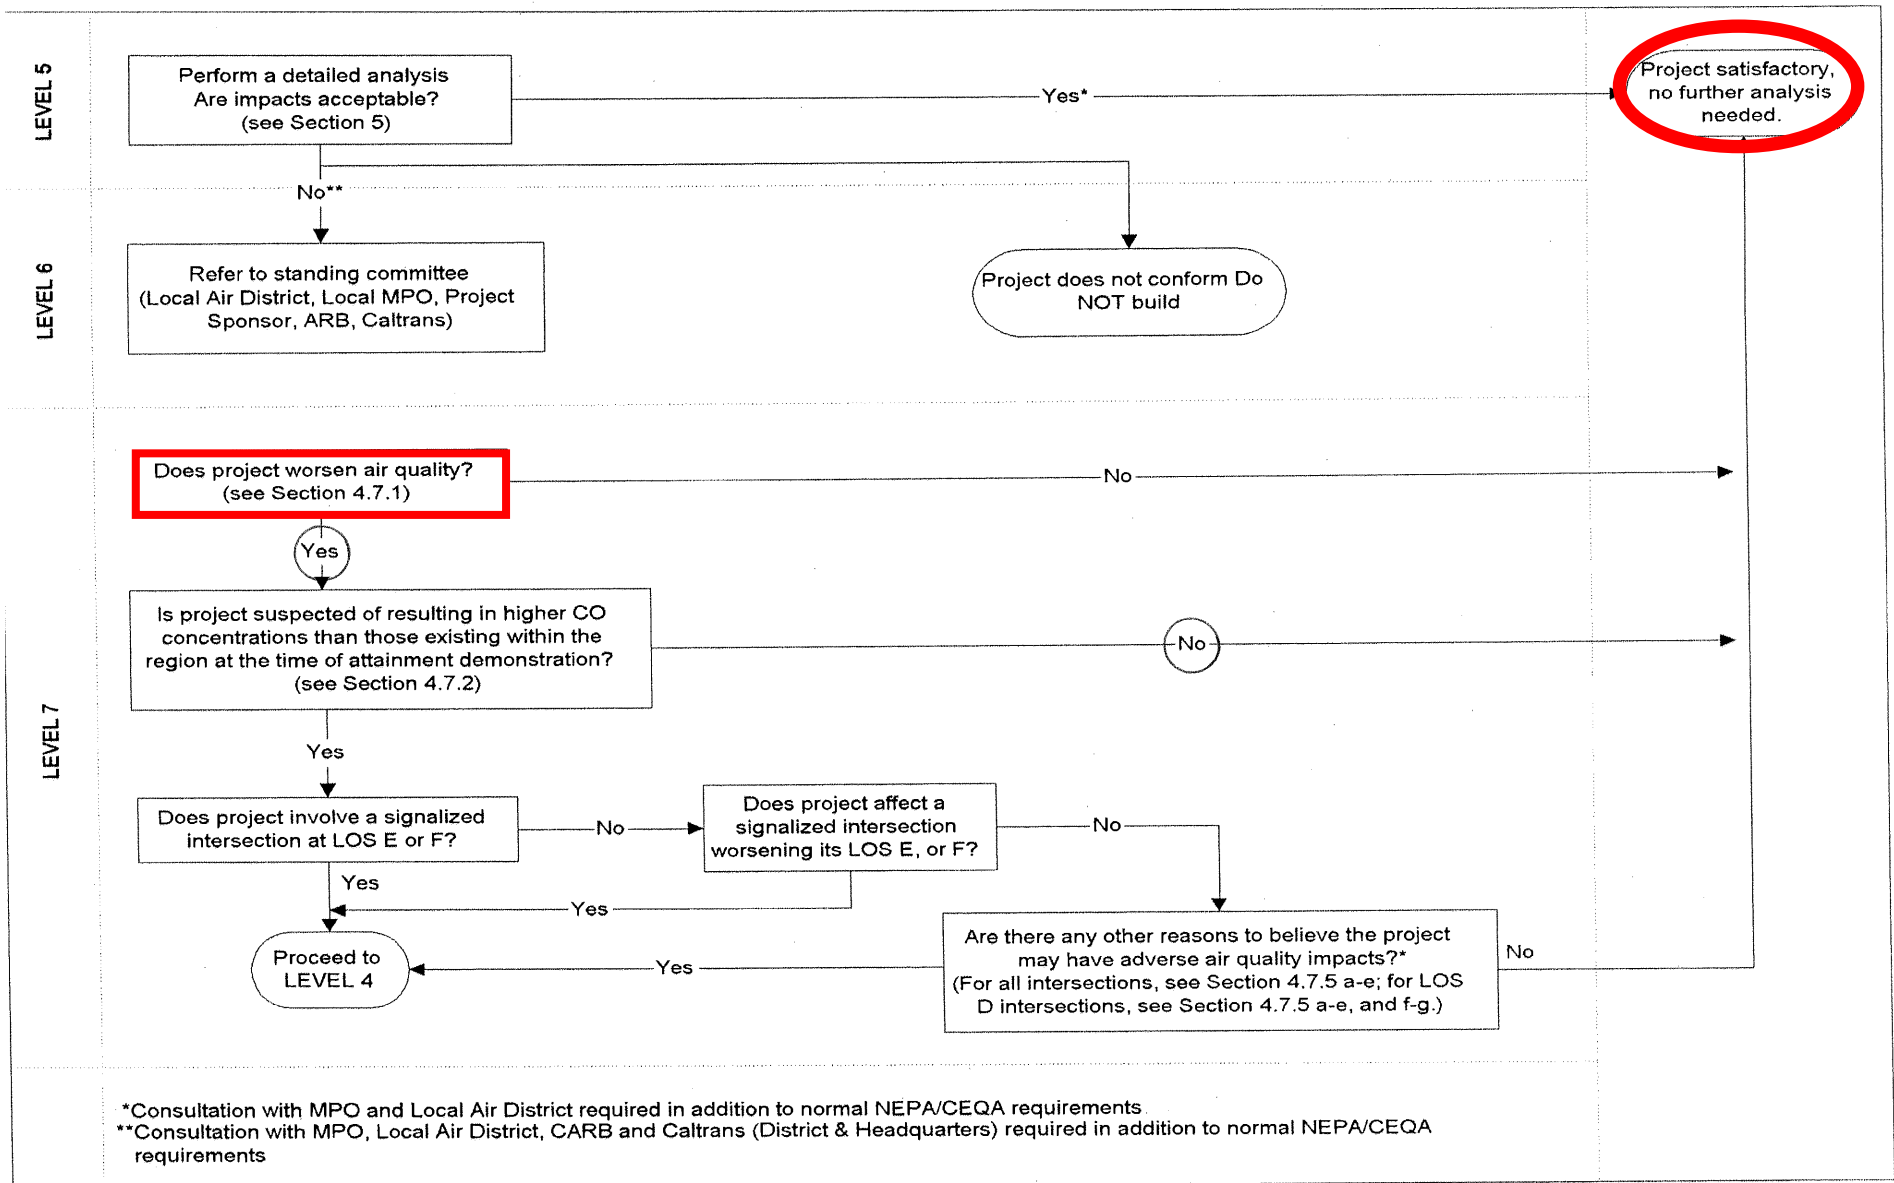 LEVEL 5
Perform a detailed analysis
Are impacts acceptable?
(see Section 5)
Yes*
Project satisfactory,
no further analysis
needed.
No**
LEVEL 6
Refer to standing committee
(Local Air District, Local MPO, Project
Sponsor, ARB, Caltrans)
Project does not conform Do
NOT build
LEVEL 7
Does project worsen air quality?
(see Section 4.7.1)
No
Yes
Is project suspected of resulting in higher CO
concentrations than those existing within the
region at the time of attainment demonstration?
(see Section 4.7.2)
No
Yes
Does project involve a signalized
intersection at LOS E or F?
No
Does project affect a
signalized intersection
worsening its LOS E, or F?
No
Yes
Yes
Proceed to
LEVEL 4
Yes
Are there any other reasons to believe the project
may have adverse air quality impacts?*
(For all intersections, see Section 4.7.5 a-e; for LOS
D intersections, see Section 4.7.5 a-e, and f-g.)
No
*Consultation with MPO and Local Air District required in addition to normal NEPA/CEQA requirements
**Consultation with MPO, Local Air District, CARB and Caltrans (District & Headquarters) required in addition to normal NEPA/CEQA
requirements